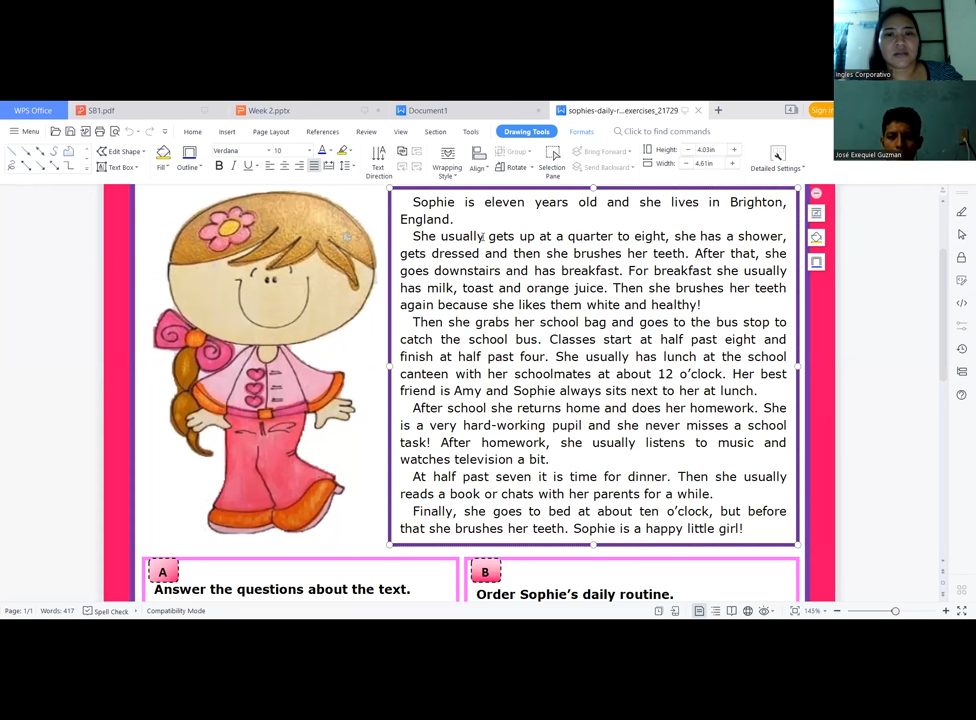 Ingles Corporativo
José Exequiel Guzman
WPS Office
SB1.pdf
Week 2.pptx
Document1
sophies-daily-r...exercises_21729
+
4
Sign in
Menu
Home
Insert
Page Layout
References
Review
View
Section
Tools
Drawing Tools
Formats
Click to find commands
Edit Shape
Text Box
Fill
Outline
Verdana
10
B I U
Text Direction
Wrapping Style
Align
Group
Rotate
Selection Pane
Bring Forward
Send Backward
Height: - 4.03in +
Width: - 4.61in +
Detailed Settings
Sophie is eleven years old and she lives in Brighton,
England.
She usually gets up at a quarter to eight, she has a shower,
gets dressed and then she brushes her teeth. After that, she
goes downstairs and has breakfast. For breakfast she usually
has milk, toast and orange juice. Then she brushes her teeth
again because she likes them white and healthy!
Then she grabs her school bag and goes to the bus stop to
catch the school bus. Classes start at half past eight and
finish at half past four. She usually has lunch at the school
canteen with her schoolmates at about 12 o'clock. Her best
friend is Amy and Sophie always sits next to her at lunch.
After school she returns home and does her homework. She
is a very hard-working pupil and she never misses a school
task! After homework, she usually listens to music and
watches television a bit.
At half past seven it is time for dinner. Then she usually
reads a book or chats with her parents for a while.
Finally, she goes to bed at about ten o'clock, but before
that she brushes her teeth. Sophie is a happy little girl!
A
Answer the questions about the text.
B
Order Sophie's daily routine.
Page: 1/1
Words: 417
Spell Check
Compatibility Mode
145%